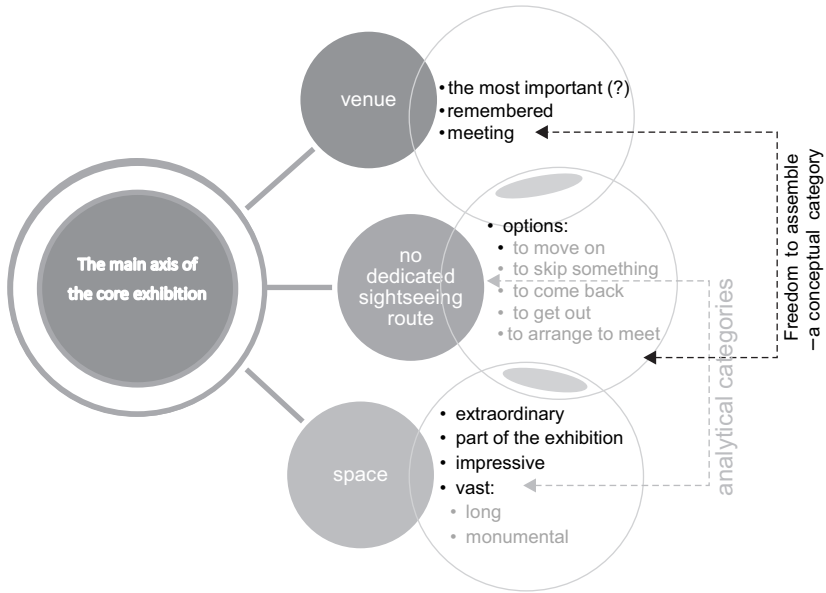 The main axis of
the core exhibition
venue
• the most important (?)
• remembered
• meeting
no
dedicated
sightseeing
route
• options:
• to move on
• to skip something
• to come back
• to get out
• to arrange to meet
space
• extraordinary
• part of the exhibition
• impressive
• vast:
• long
• monumental
analytical categories
Freedom to assemble
–a conceptual category